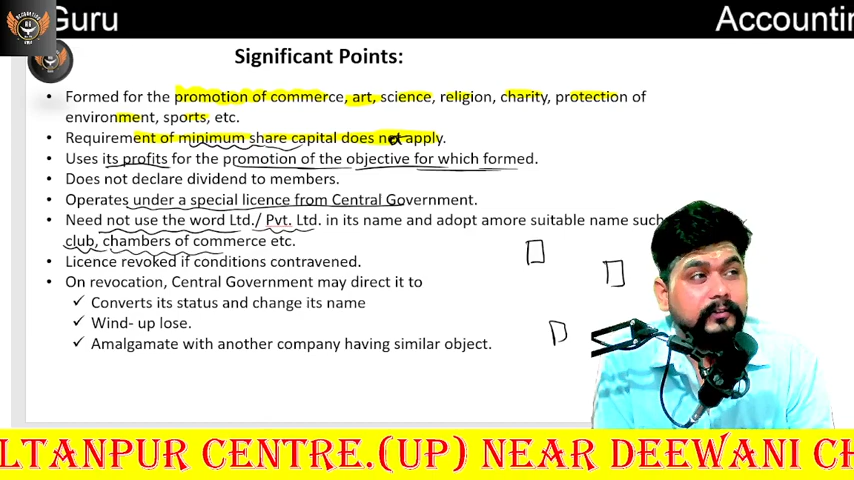 Guru
Accountin
Significant Points:
• Formed for the promotion of commerce, art, science, religion, charity, protection of
environment, sports, etc.
• Requirement of minimum share capital does not apply.
• Uses its profits for the promotion of the objective for which formed.
• Does not declare dividend to members.
• Operates under a special licence from Central Government.
• Need not use the word Ltd./ Pvt. Ltd. in its name and adopt amore suitable name such
club, chambers of commerce etc.
• Licence revoked if conditions contravened.
• On revocation, Central Government may direct it to
✓ Converts its status and change its name
✓ Wind- up lose.
✓ Amalgamate with another company having similar object.
LTANPUR CENTRE.(UP) NEAR DEEWANI CH